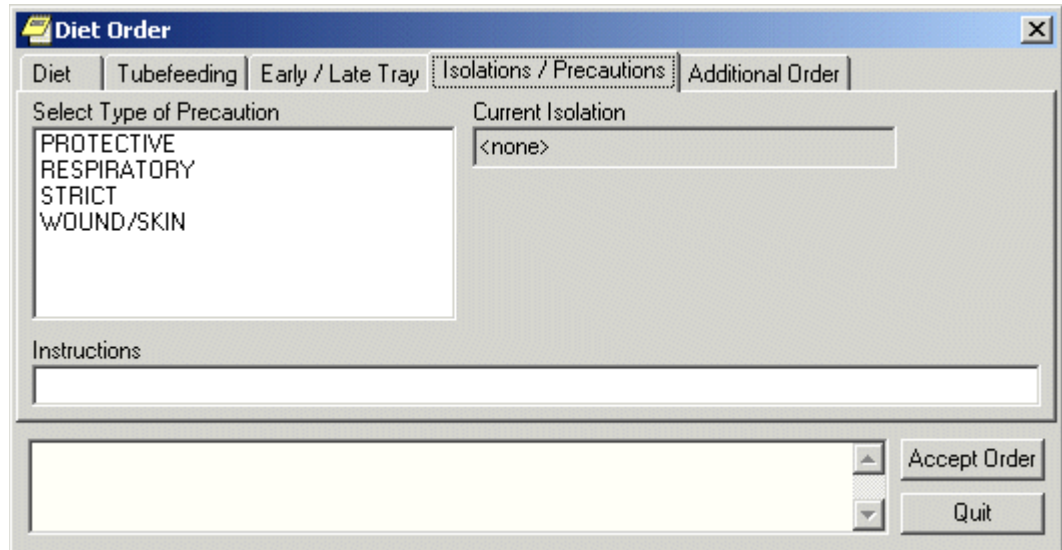 Diet Order
Diet Tubefeeding Early / Late Tray Isolations / Precautions Additional Order
Select Type of Precaution
PROTECTIVE
RESPIRATORY
STRICT
WOUND/SKIN
Current Isolation
<none>
Instructions
Accept Order
Quit